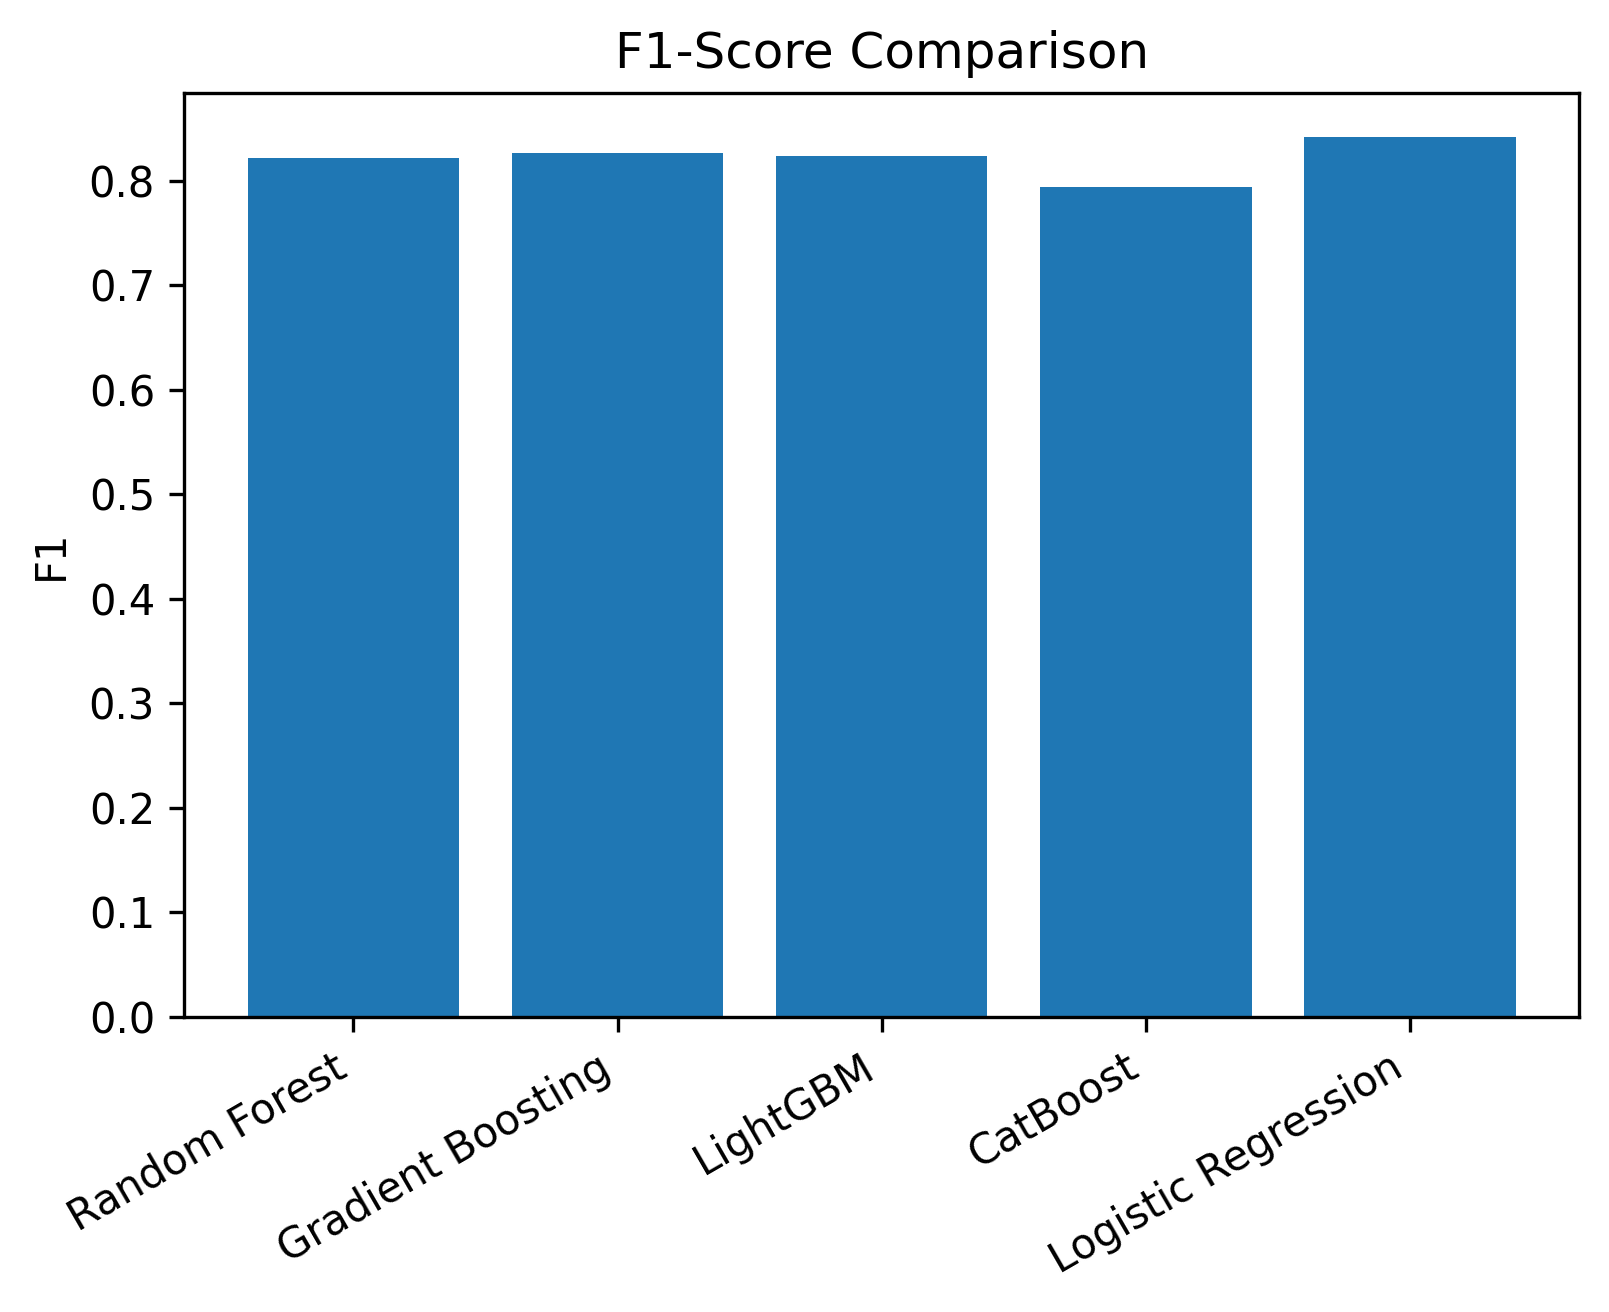 F1-Score Comparison
F1
0.8
0.7
0.6
0.5
0.4
0.3
0.2
0.1
0.0
Random Forest
Gradient Boosting
LightGBM
CatBoost
Logistic Regression